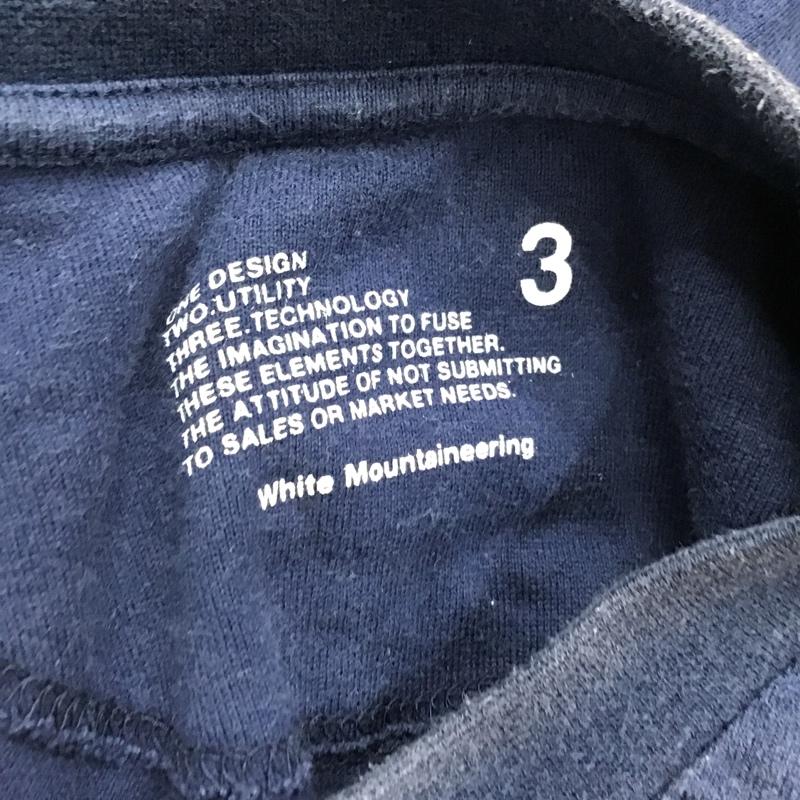 3
ONE DESIGN
TWO.UTILITY
THREE.TECHNOLOGY
THE IMAGINATION TO FUSE
THESE ELEMENTS TOGETHER.
THE ATTITUDE OF NOT SUBMITTING
TO SALES OR MARKET NEEDS.
White Mountaineering